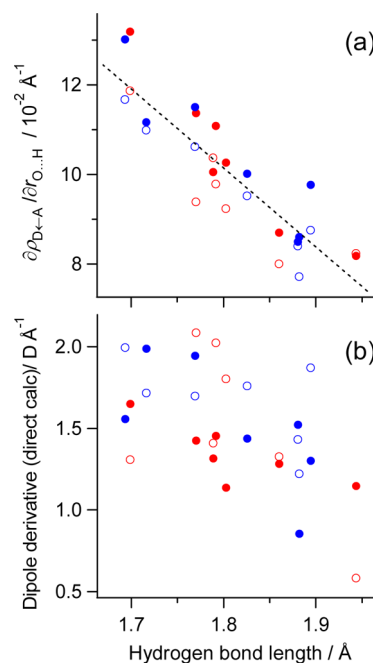 (a)
∂ρD←A /∂rO...H / 10⁻² Å⁻¹
12
10
8
(b)
Dipole derivative (direct calc)/ D Å⁻¹
2.0
1.5
1.0
0.5
1.7 1.8 1.9
Hydrogen bond length / Å